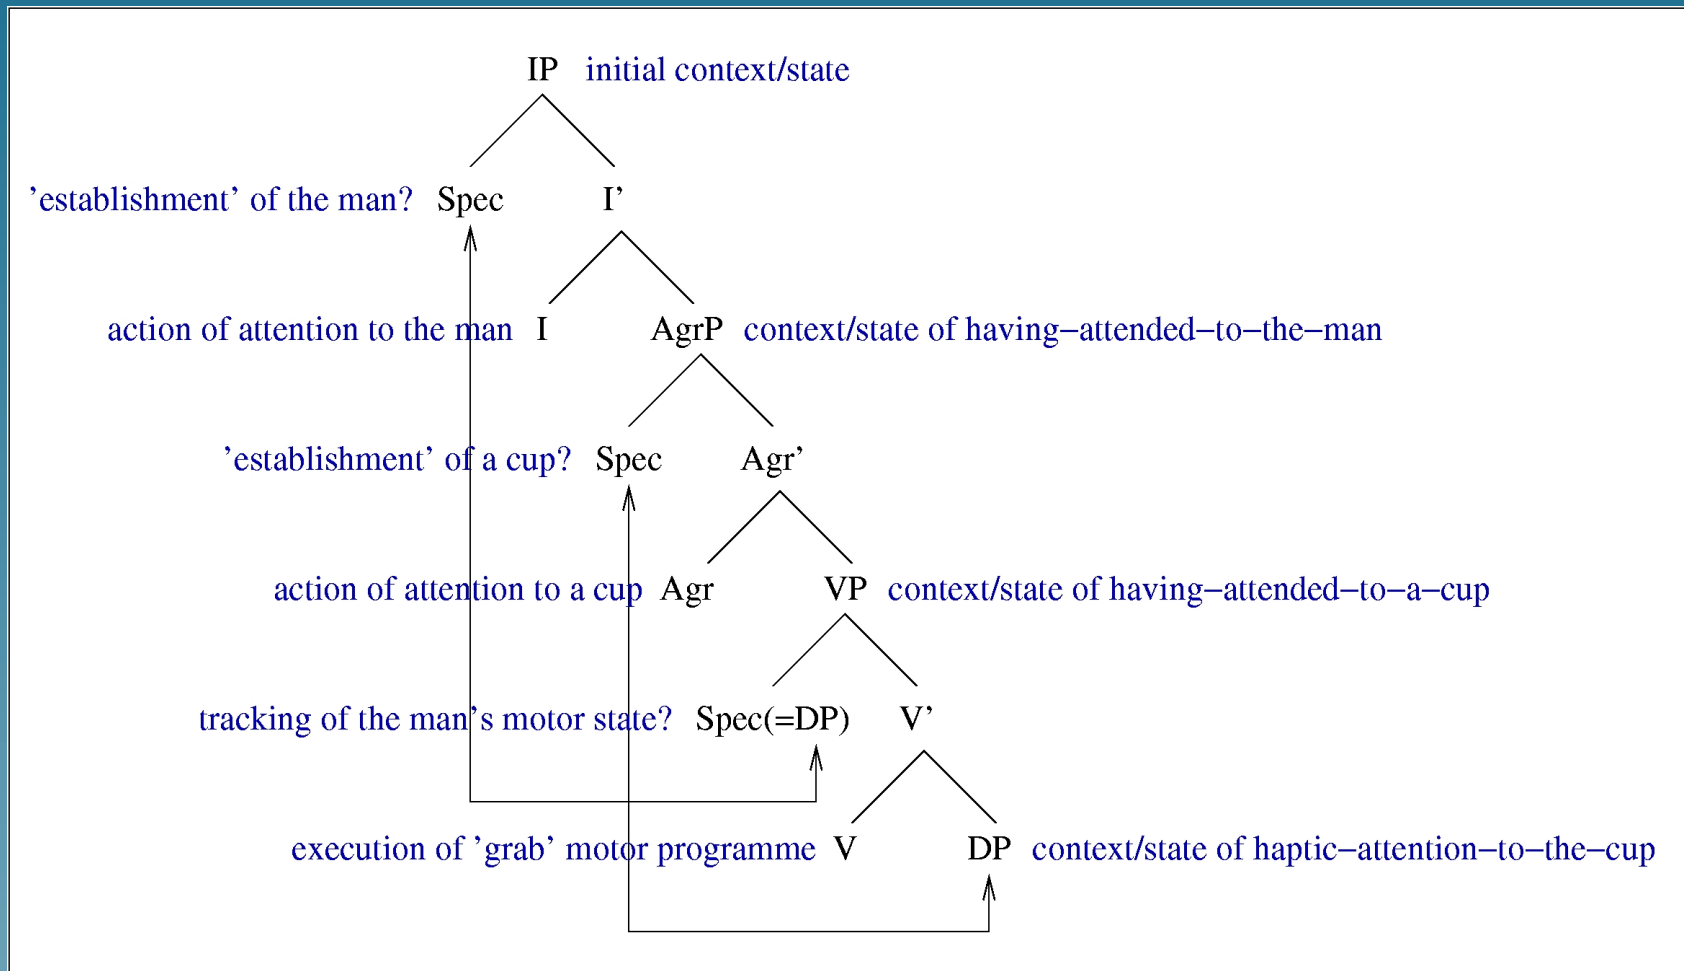 IP initial context/state
’establishment’ of the man? Spec I’
action of attention to the man I AgrP context/state of having−attended−to−the−man
’establishment’ of a cup? Spec Agr’
action of attention to a cup Agr VP context/state of having−attended−to−a−cup
tracking of the man’s motor state? Spec(=DP) V’
execution of ’grab’ motor programme V DP context/state of haptic−attention−to−the−cup